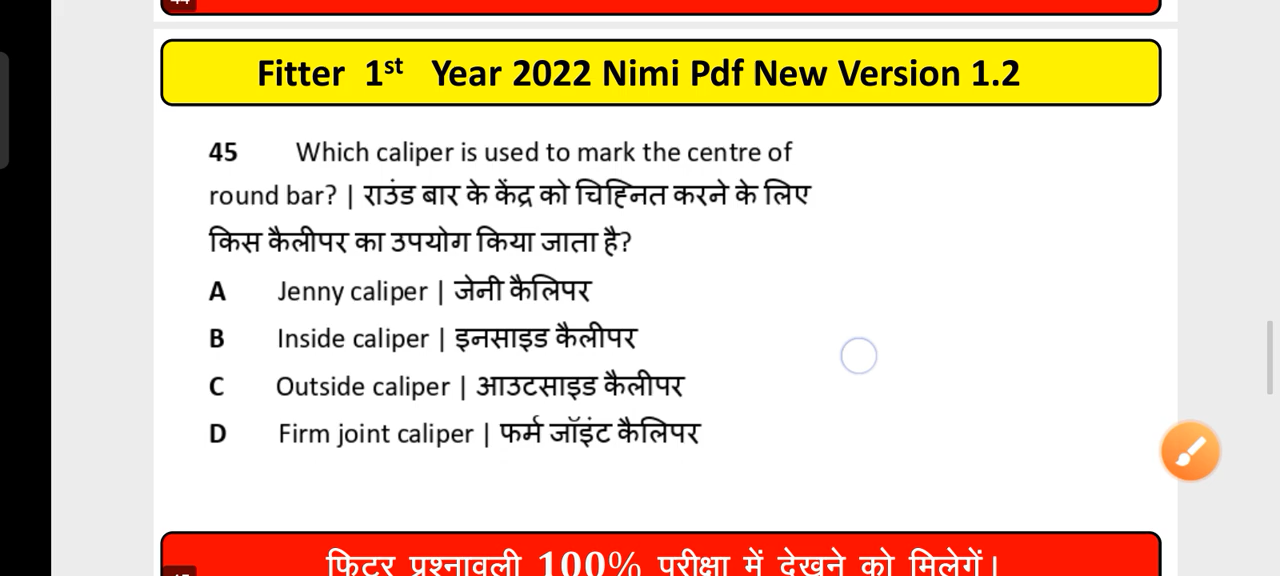 44
Fitter 1st Year 2022 Nimi Pdf New Version 1.2
45 Which caliper is used to mark the centre of
round bar? | राउंड बार के केंद्र को चिह्नित करने के लिए
किस कैलीपर का उपयोग किया जाता है?
A Jenny caliper | जेनी कैलिपर
B Inside caliper | इनसाइड कैलीपर
C Outside caliper | आउटसाइड कैलीपर
D Firm joint caliper | फर्म जॉइंट कैलिपर
फिटर प्रश्नावली 100% परीक्षा में देखने को मिलेगें।